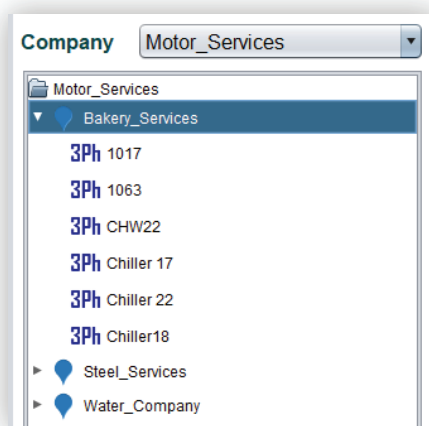 Company Motor_Services
Motor_Services
Bakery_Services
3Ph 1017
3Ph 1063
3Ph CHW22
3Ph Chiller 17
3Ph Chiller 22
3Ph Chiller18
Steel_Services
Water_Company